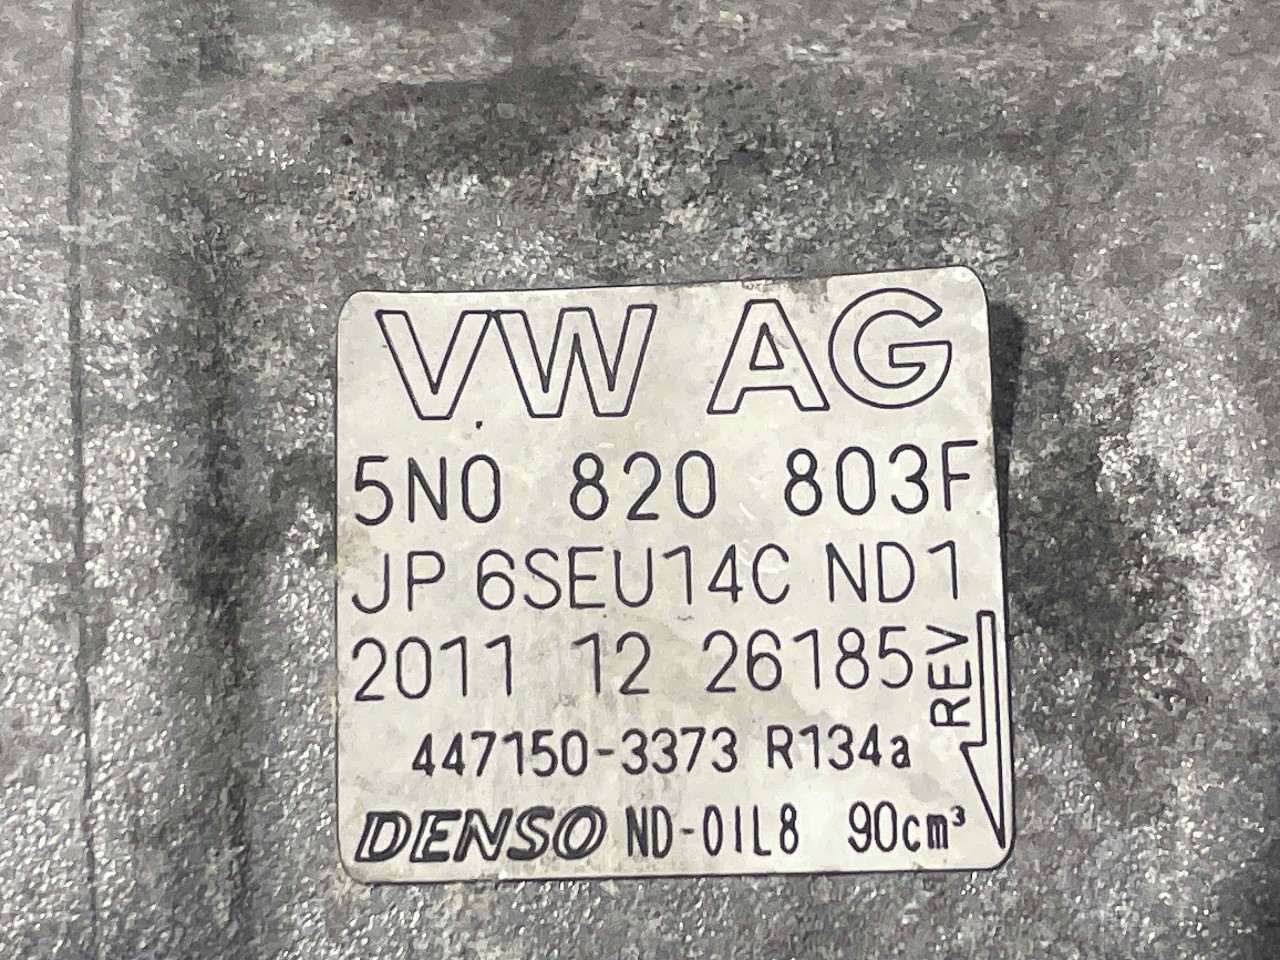 VW AG
5N0 820 803F
JP 6SEU14C ND1
2011 12 26185
REV
447150-3373 R134a
DENSO ND-OIL8 90cm³